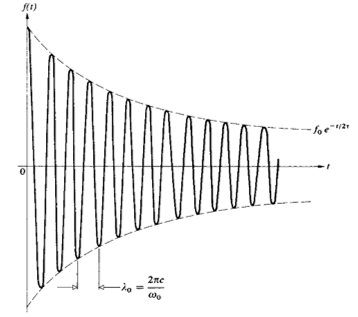 f(t)
f₀ e^{-t/2τ}
0
t
λ₀ = 2πc/ω₀